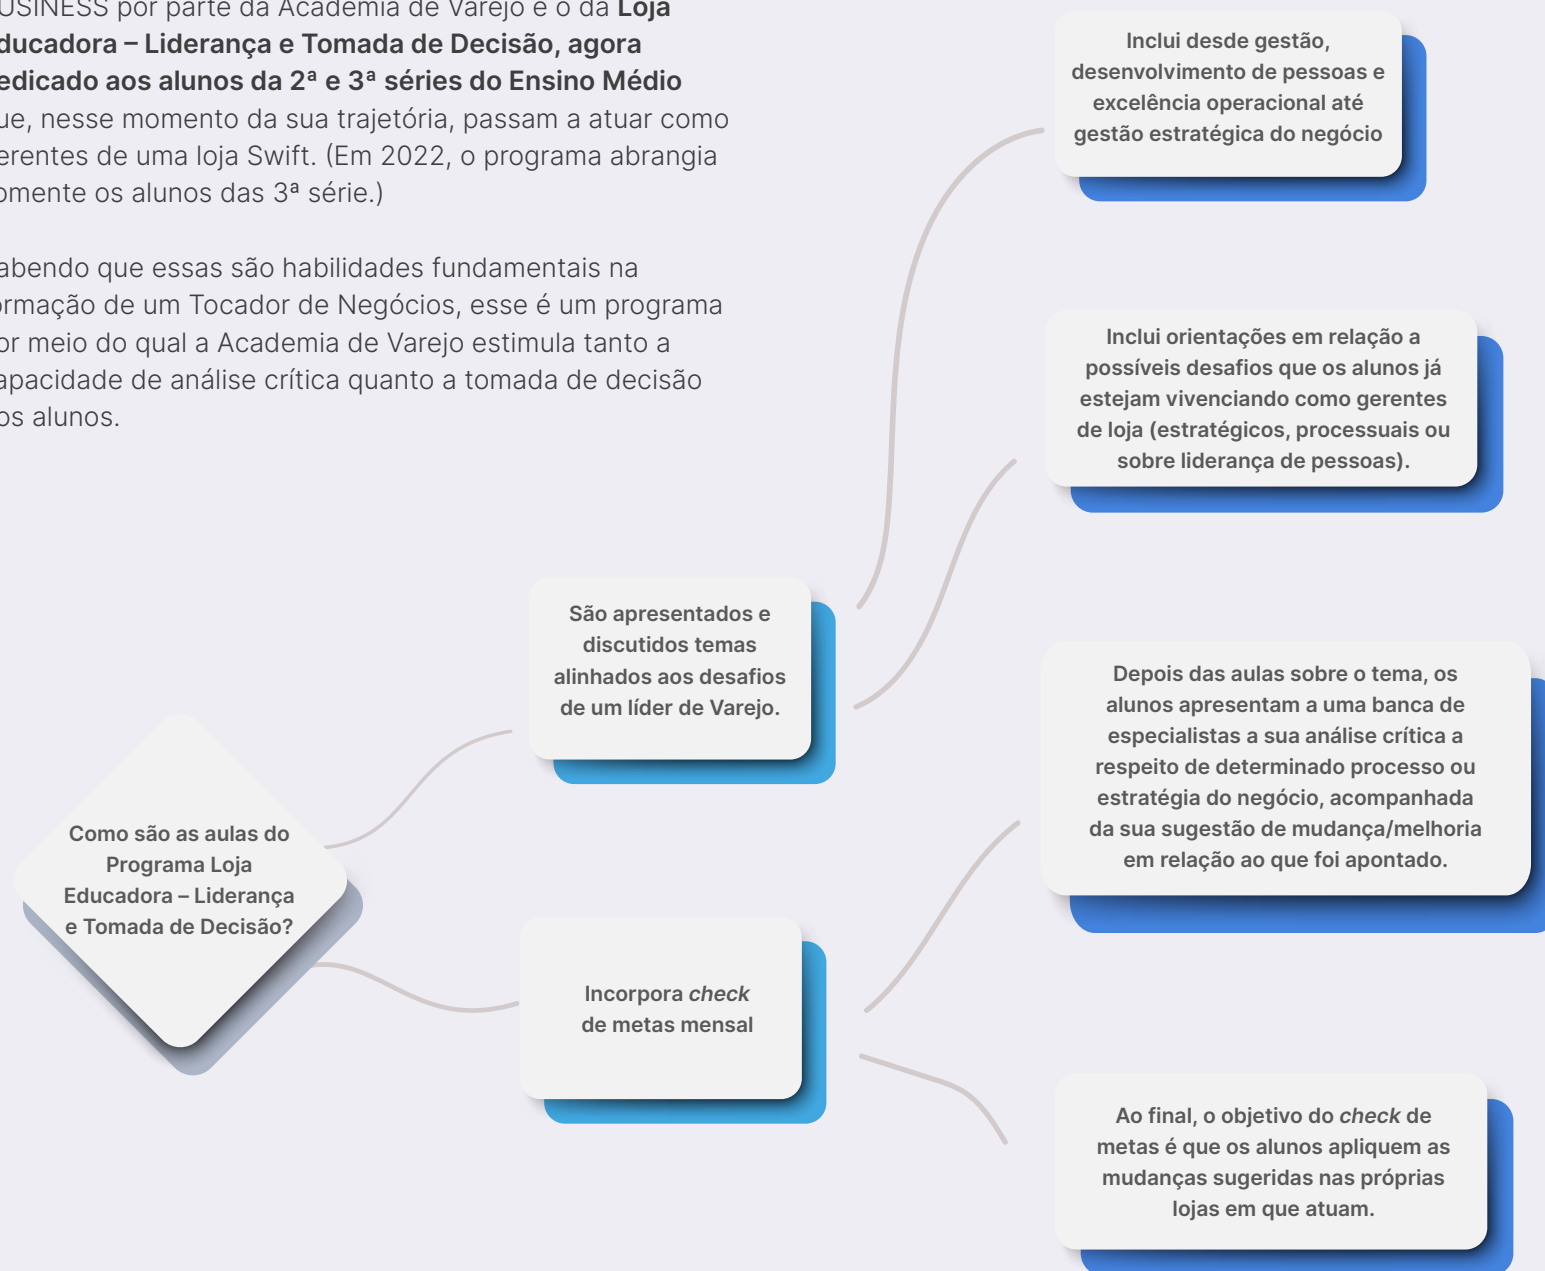 USINESS por parte da Academia de Varejo é o da Loja
ducadora – Liderança e Tomada de Decisão, agora
edicado aos alunos da 2ª e 3ª séries do Ensino Médio
ue, nesse momento da sua trajetória, passam a atuar como
erentes de uma loja Swift. (Em 2022, o programa abrangia
omente os alunos das 3ª série.)
abendo que essas são habilidades fundamentais na
ormação de um Tocador de Negócios, esse é um programa
or meio do qual a Academia de Varejo estimula tanto a
apacidade de análise crítica quanto a tomada de decisão
os alunos.
Como são as aulas do
Programa Loja
Educadora – Liderança
e Tomada de Decisão?
São apresentados e
discutidos temas
alinhados aos desafios
de um líder de Varejo.
Inclui desde gestão,
desenvolvimento de pessoas e
excelência operacional até
gestão estratégica do negócio
Inclui orientações em relação a
possíveis desafios que os alunos já
estejam vivenciando como gerentes
de loja (estratégicos, processuais ou
sobre liderança de pessoas).
Incorpora check
de metas mensal
Depois das aulas sobre o tema, os
alunos apresentam a uma banca de
especialistas a sua análise crítica a
respeito de determinado processo ou
estratégia do negócio, acompanhada
da sua sugestão de mudança/melhoria
em relação ao que foi apontado.
Ao final, o objetivo do check de
metas é que os alunos apliquem as
mudanças sugeridas nas próprias
lojas em que atuam.